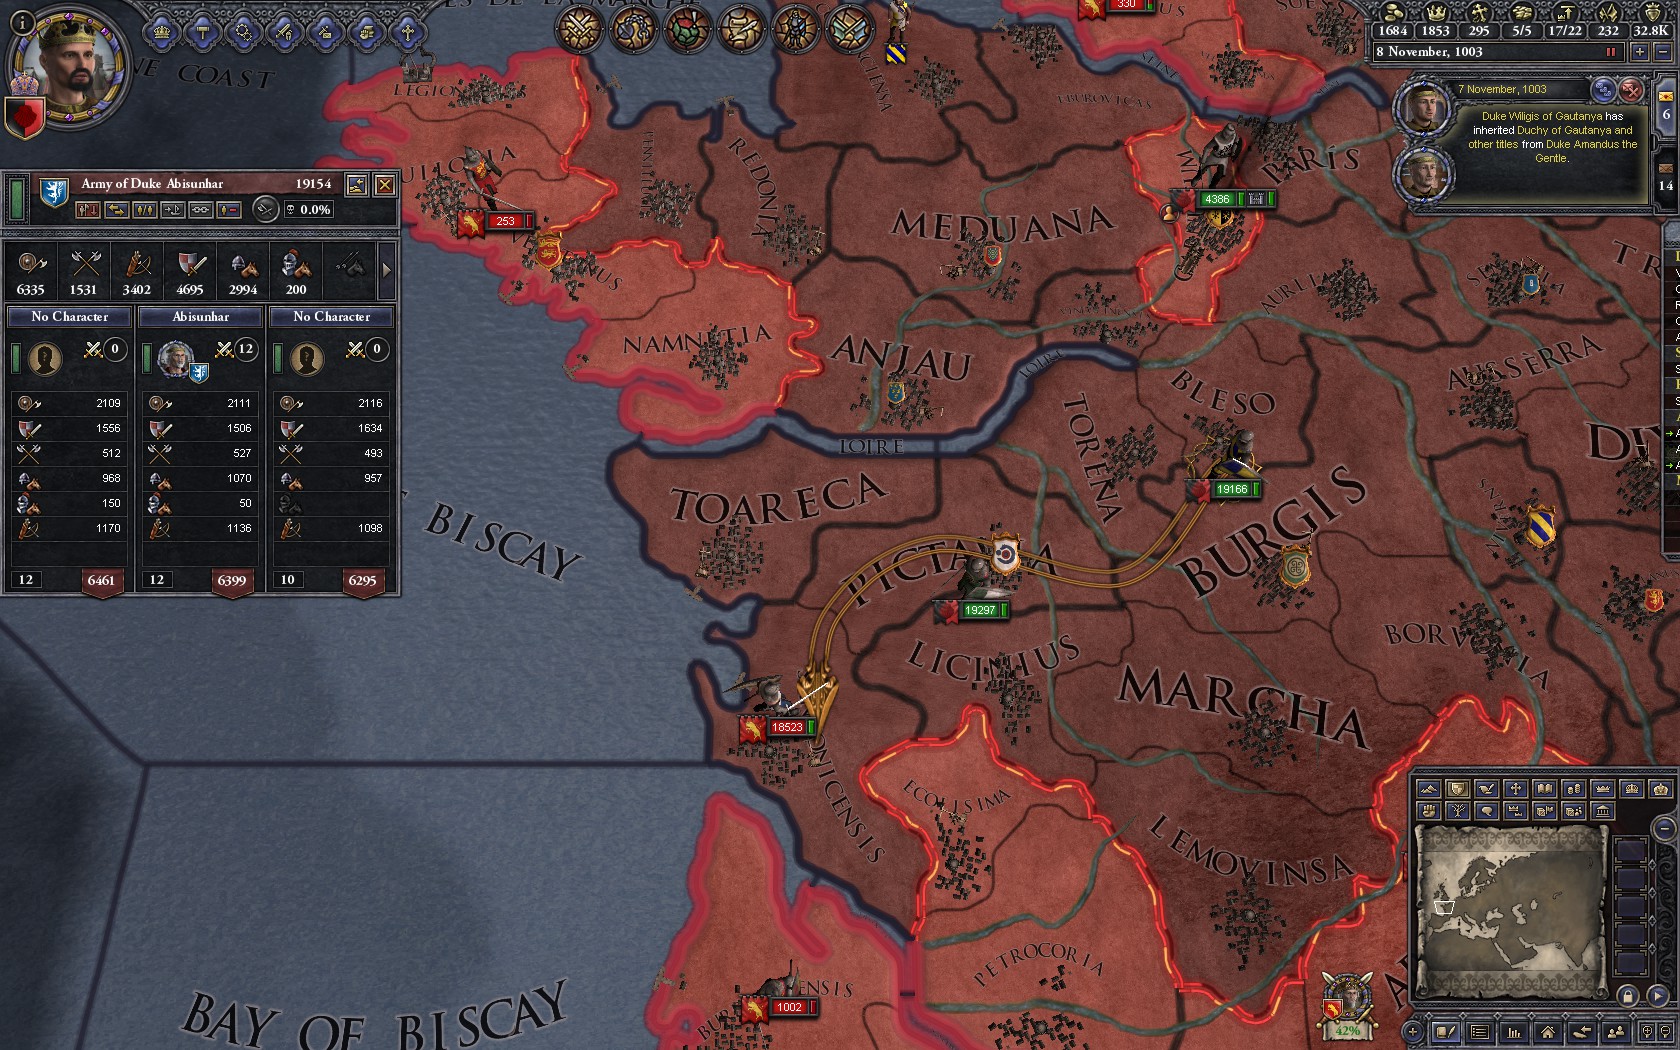 1684 1853 295 5/5 17/22 232 32.8K
8 November, 1003
7 November, 1003
Duke Wiligis of Gautanya has
inherited Duchy of Gautanya and
other titles from Duke Amandus the
Gentle.
6
14
Army of Duke Abisunhar 19154
0.0%
6335 1531 3402 4695 2994 200
No Character Abisunhar No Character
0 12 0
2109 2111 2116
1556 1506 1634
512 527 493
968 1070 957
150 50
1170 1136 1098
12 6461 12 6399 10 6295
330
253
4386
19166
19297
18523
1002
42%
REDONIA
MEDUANA
PARIS
NAMNETIA
ANJAU
BLESO
LOIRE
LOIRE
TORENA
TOARECA
BURGIS
LICINIUS
MARCHA
ECOLISIMA
LEMOVINSA
PETROCORIA
BISCAY
BAY OF BISCAY